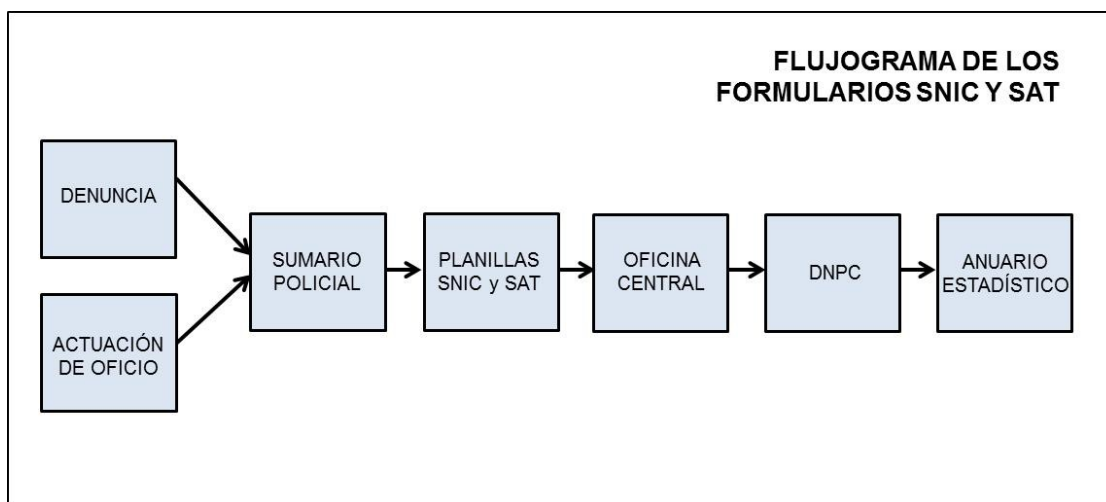 FLUJOGRAMA DE LOS
FORMULARIOS SNIC Y SAT
DENUNCIA
ACTUACIÓN
DE OFICIO
SUMARIO
POLICIAL
PLANILLAS
SNIC y SAT
OFICINA
CENTRAL
DNPC
ANUARIO
ESTADÍSTICO